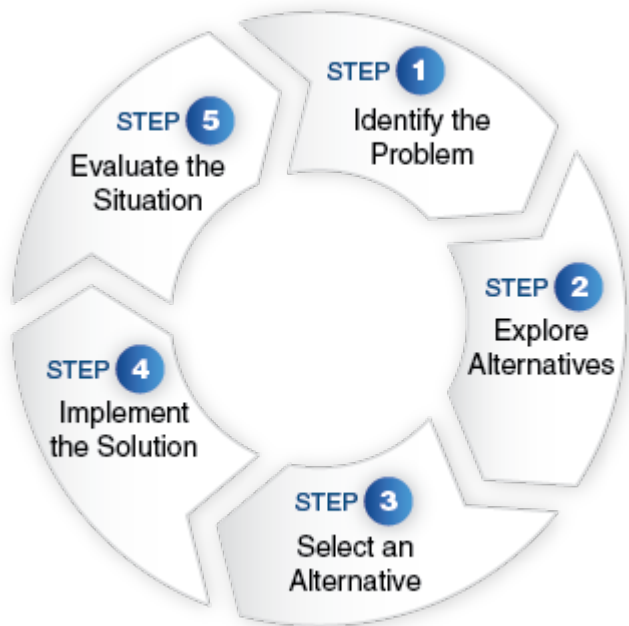 STEP 1
Identify the
Problem
STEP 2
Explore
Alternatives
STEP 3
Select an
Alternative
STEP 4
Implement
the Solution
STEP 5
Evaluate the
Situation